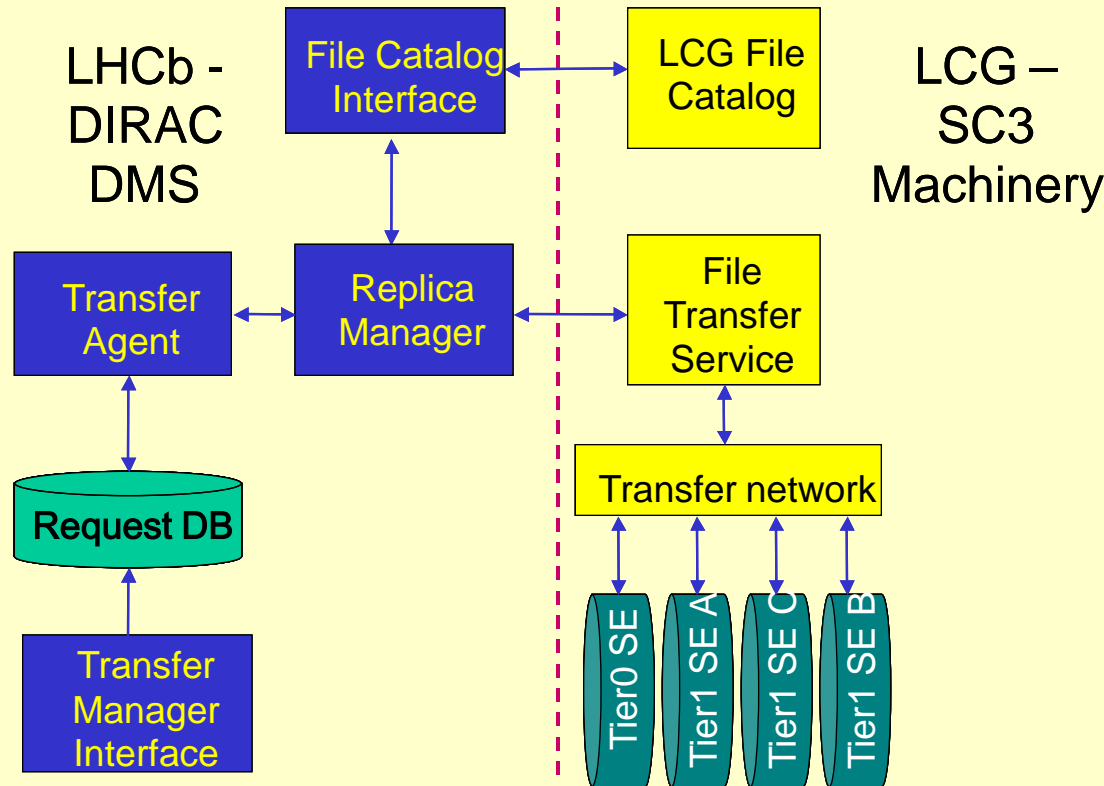 LHCb -
DIRAC
DMS
File Catalog
Interface
LCG File
Catalog
LCG –
SC3
Machinery
Transfer
Agent
Replica
Manager
File
Transfer
Service
Request DB
Transfer network
Transfer
Manager
Interface
Tier0 SE
Tier1 SE A
Tier1 SE C
Tier1 SE B